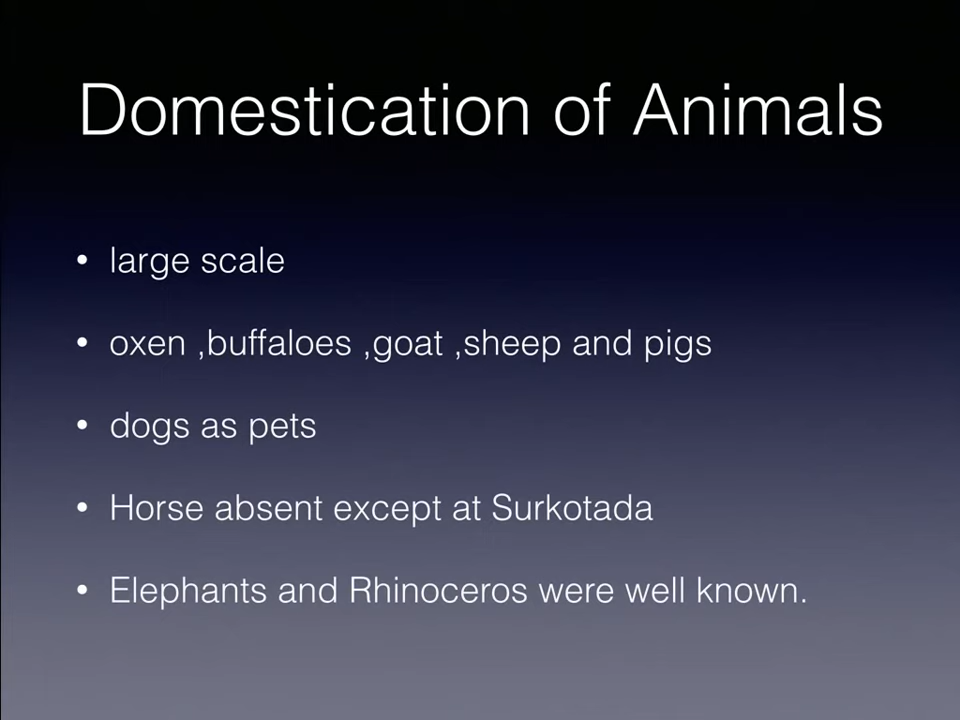 Domestication of Animals
• large scale
• oxen ,buffaloes ,goat ,sheep and pigs
• dogs as pets
• Horse absent except at Surkotada
• Elephants and Rhinoceros were well known.